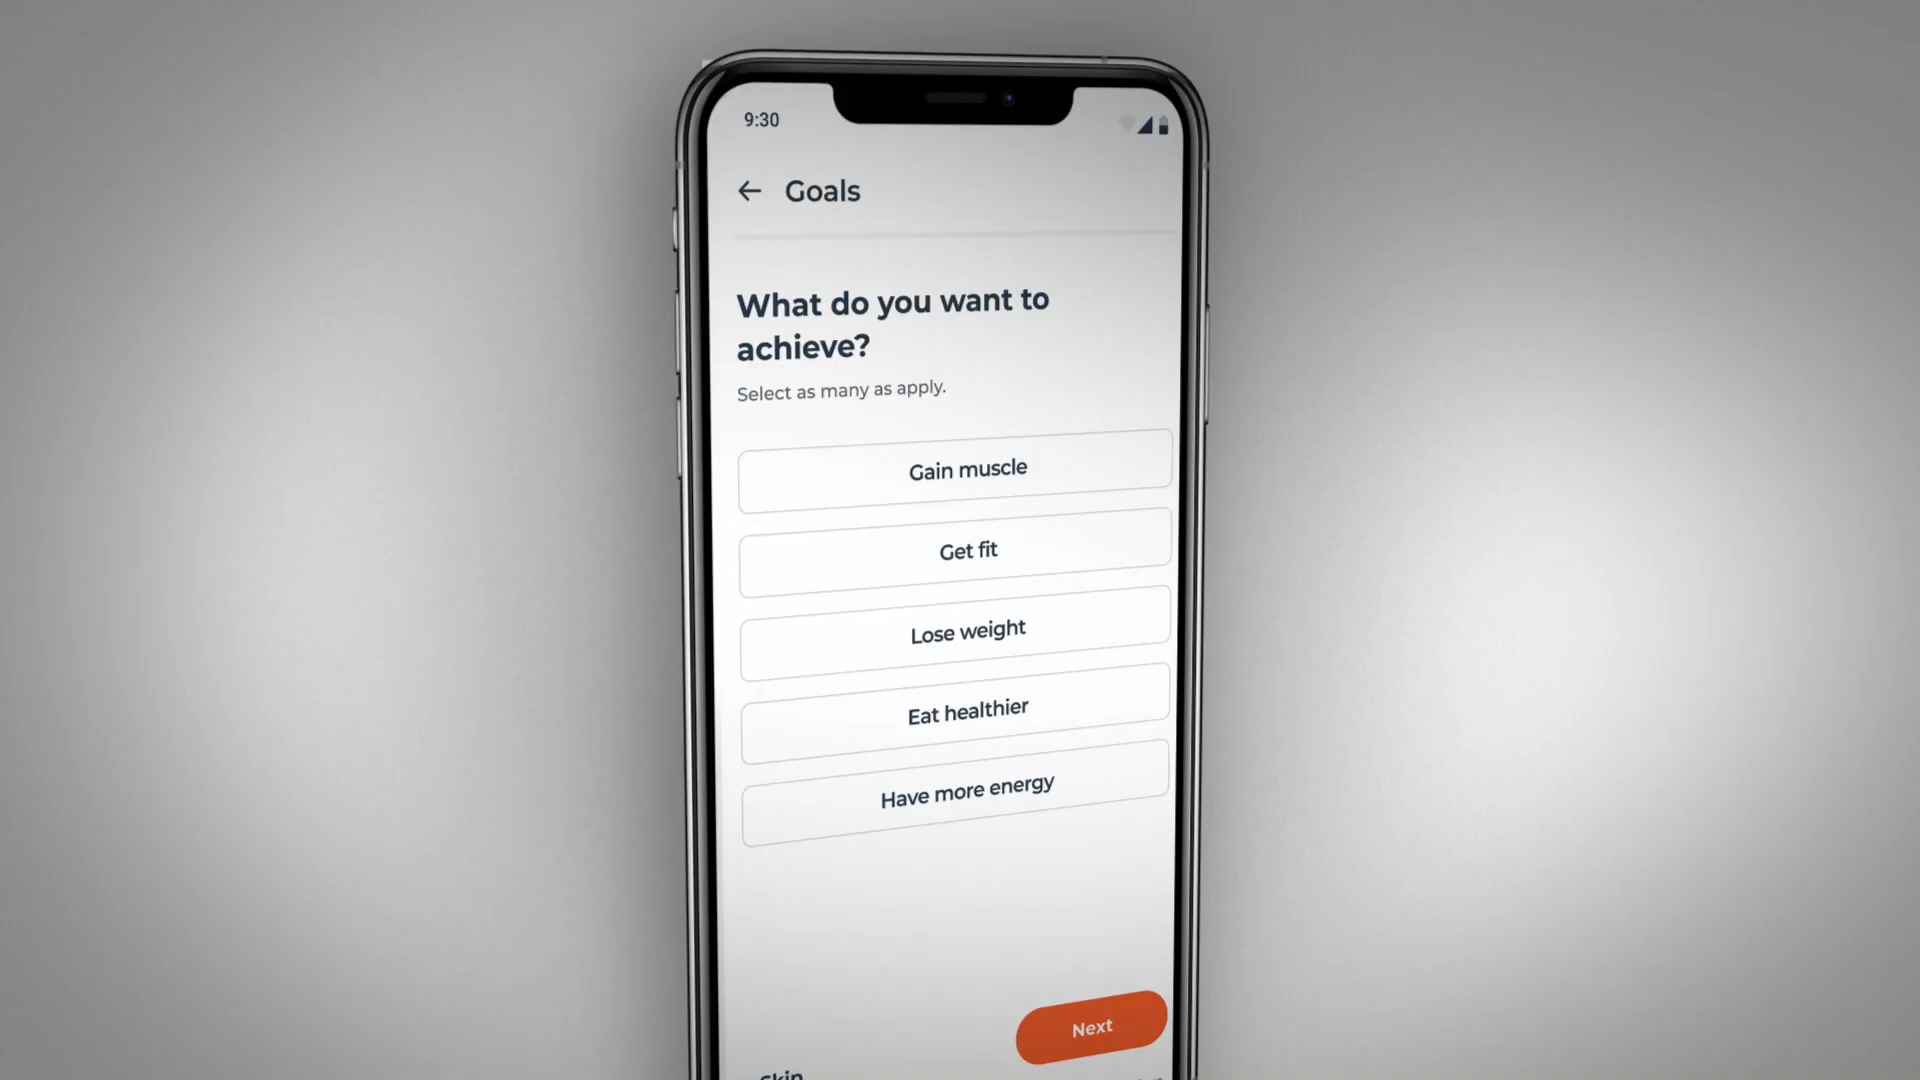 9:30
Goals
What do you want to
achieve?
Select as many as apply.
Gain muscle
Get fit
Lose weight
Eat healthier
Have more energy
Next